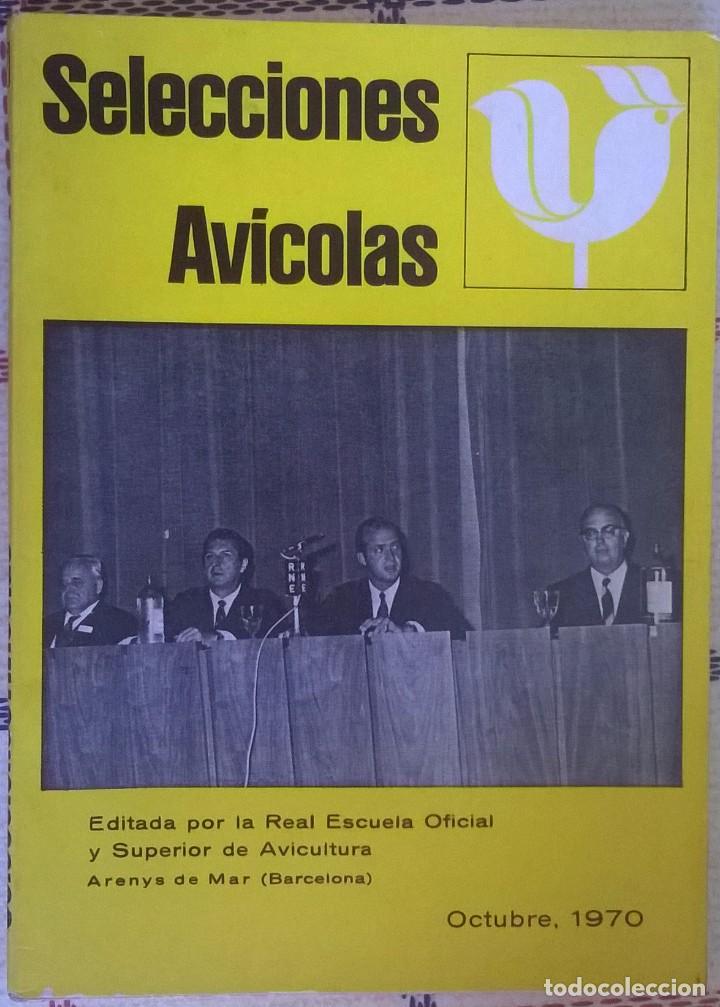 Selecciones
Avícolas
RNE
RNE
Editada por la Real Escuela Oficial
y Superior de Avicultura
Arenys de Mar (Barcelona)
Octubre, 1970
todocoleccion